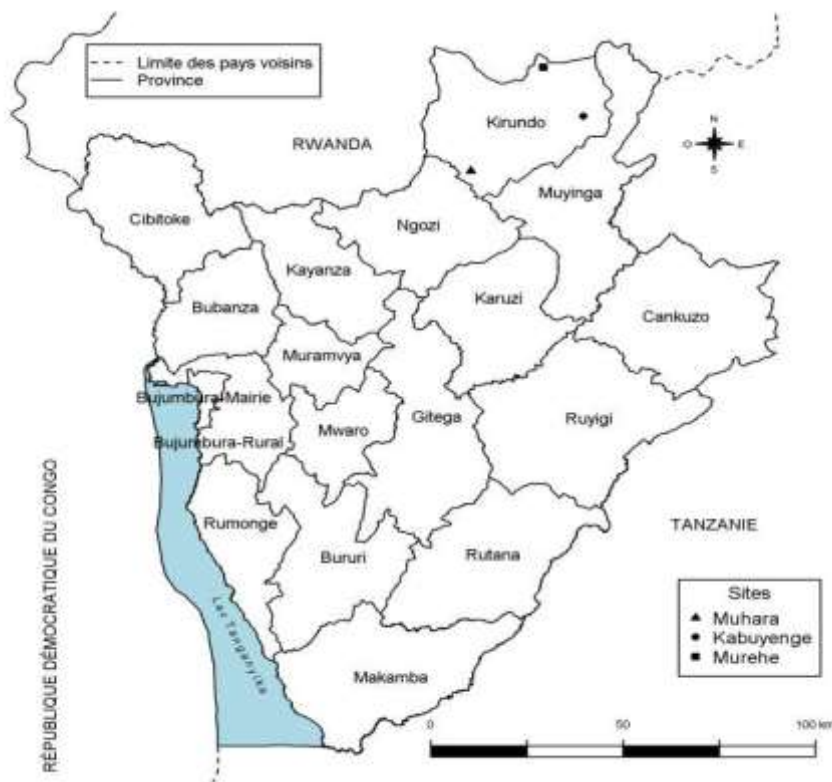 Limite des pays voisins
Province
RWANDA
Kirundo
N
O
E
S
Muyinga
Cibitoke
Ngozi
Kayanza
Karuzi
Bubanza
Cankuzo
Muramvya
Bujumbura-Mairie
Gitega
Ruyigi
Mwaro
Bujumbura-Rural
RÉPUBLIQUE DÉMOCRATIQUE DU CONGO
Rumonge
TANZANIE
Bururi
Rutana
Lac Tanganyika
Sites
Muhara
Kabuyenge
Murehe
Makamba
0
50
100 km